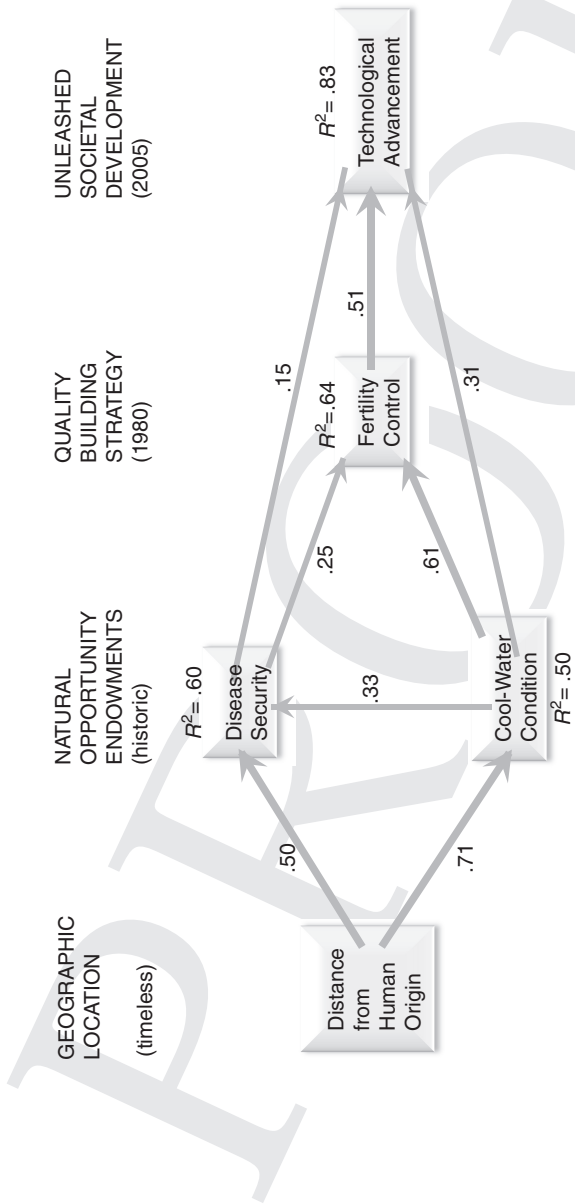 GEOGRAPHIC
LOCATION
(timeless)
NATURAL
OPPORTUNITY
ENDOWMENTS
(historic)
QUALITY
BUILDING
STRATEGY
(1980)
UNLEASHED
SOCIETAL
DEVELOPMENT
(2005)
Distance
from
Human
Origin
.50
.71
R² = .60
Disease
Security
.33
Cool-Water
Condition
R² = .50
.15
.25
.61
.31
R² = .64
Fertility
Control
.51
R² = .83
Technological
Advancement
PROO